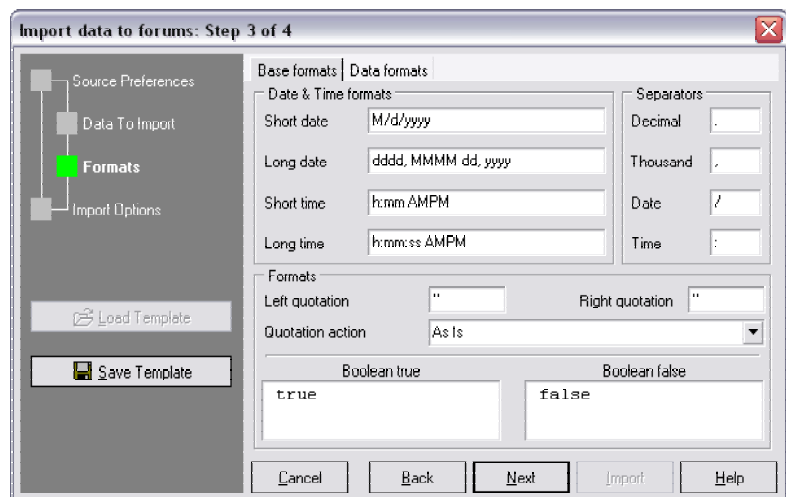 Import data to forums: Step 3 of 4
Source Preferences
Data To Import
Formats
Import Options
Load Template
Save Template
Base formats
Data formats
Date & Time formats
Short date
M/d/yyyy
Long date
dddd, MMMM dd, yyyy
Short time
h:mm AMPM
Long time
h:mm:ss AMPM
Separators
Decimal
.
Thousand
,
Date
/
Time
:
Formats
Left quotation
"
Right quotation
"
Quotation action
As Is
Boolean true
Boolean false
true
false
Cancel
Back
Next
Import
Help